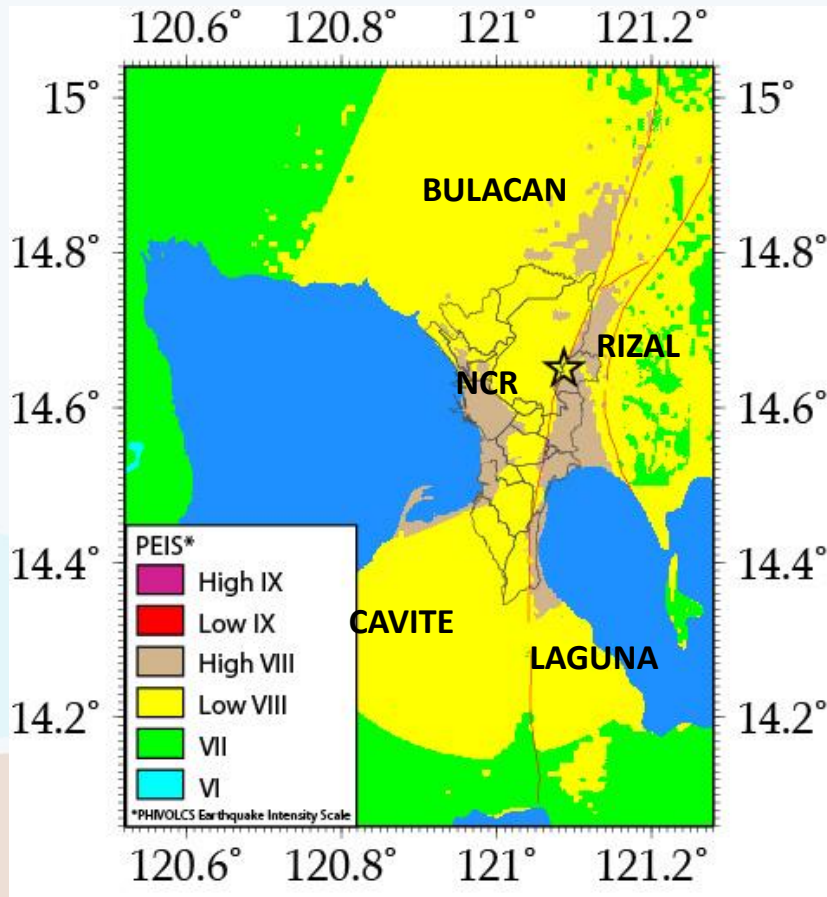 120.6° 120.8° 121° 121.2°
15° 15°
BULACAN
14.8° 14.8°
RIZAL
NCR
14.6° 14.6°
14.4° 14.4°
PEIS*
High IX
Low IX
High VIII
Low VIII
VII
VI
*PHIVOLCS Earthquake Intensity Scale
CAVITE
LAGUNA
14.2° 14.2°
120.6° 120.8° 121° 121.2°